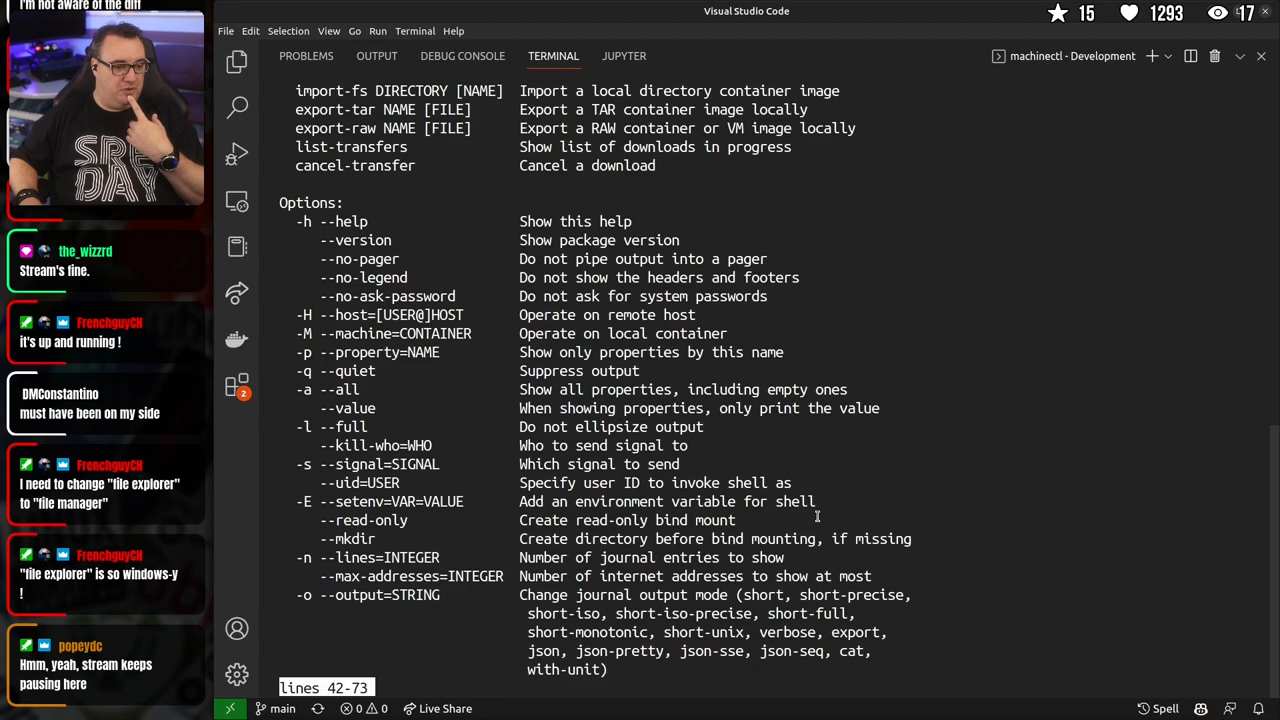 I'm not aware of the diff
Visual Studio Code
15
1293
17
File Edit Selection View Go Run Terminal Help
PROBLEMS OUTPUT DEBUG CONSOLE TERMINAL JUPYTER
machinectl - Development
import-fs DIRECTORY [NAME] Import a local directory container image
export-tar NAME [FILE] Export a TAR container image locally
export-raw NAME [FILE] Export a RAW container or VM image locally
list-transfers Show list of downloads in progress
cancel-transfer Cancel a download
Options:
-h --help Show this help
--version Show package version
--no-pager Do not pipe output into a pager
--no-legend Do not show the headers and footers
--no-ask-password Do not ask for system passwords
-H --host=[USER@]HOST Operate on remote host
-M --machine=CONTAINER Operate on local container
-p --property=NAME Show only properties by this name
-q --quiet Suppress output
-a --all Show all properties, including empty ones
--value When showing properties, only print the value
-l --full Do not ellipsize output
--kill-who=WHO Who to send signal to
-s --signal=SIGNAL Which signal to send
--uid=USER Specify user ID to invoke shell as
-E --setenv=VAR=VALUE Add an environment variable for shell
--read-only Create read-only bind mount
--mkdir Create directory before bind mounting, if missing
-n --lines=INTEGER Number of journal entries to show
--max-addresses=INTEGER Number of internet addresses to show at most
-o --output=STRING Change journal output mode (short, short-precise,
short-iso, short-iso-precise, short-full,
short-monotonic, short-unix, verbose, export,
json, json-pretty, json-sse, json-seq, cat,
with-unit)
lines 42-73
main 0 0 Live Share Spell
2
SRE
DAY
the_wizzrd
Stream's fine.
FrenchguyCH
it's up and running !
DMConstantino
must have been on my side
FrenchguyCH
I need to change "file explorer"
to "file manager"
FrenchguyCH
"file explorer" is so windows-y
!
popeydc
Hmm, yeah, stream keeps
pausing here